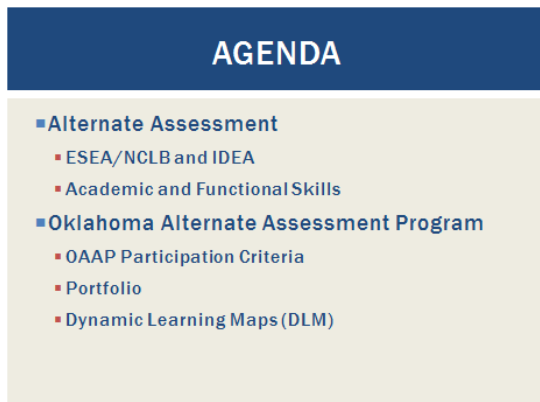 AGENDA
Alternate Assessment
ESEA/NCLB and IDEA
Academic and Functional Skills
Oklahoma Alternate Assessment Program
OAAP Participation Criteria
Portfolio
Dynamic Learning Maps (DLM)